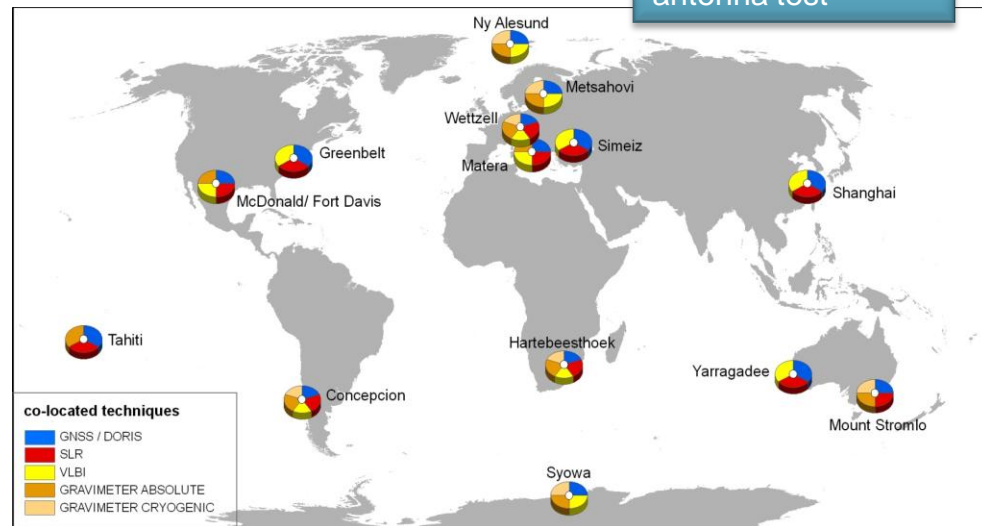 antenna test
Ny Alesund
Metsahovi
Wettzell
Simeiz
Greenbelt
Matera
McDonald/ Fort Davis
Shanghai
Tahiti
Hartebeesthoek
Yarragadee
Concepcion
Mount Stromlo
co-located techniques
GNSS / DORIS
SLR
VLBI
GRAVIMETER ABSOLUTE
GRAVIMETER CRYOGENIC
Syowa